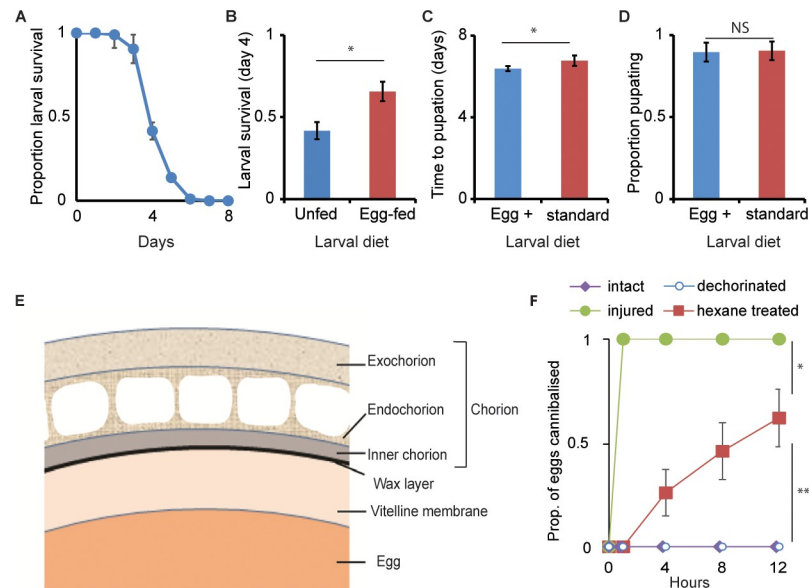 A
Proportion larval survival
1
0.5
0
0 4 8
Days
B
Larval survival (day 4)
1
0.5
0
*
Unfed Egg-fed
Larval diet
C
Time to pupation (days)
8
4
0
*
Egg + standard
Larval diet
D
Proportion pupating
1
0.5
0
NS
Egg + standard
Larval diet
E
Exochorion
Endochorion
Chorion
Inner chorion
Wax layer
Vitelline membrane
Egg
F
intact dechorinated
injured hexane treated
Prop. of eggs cannibalised
1
0.5
0
*
**
0 4 8 12
Hours